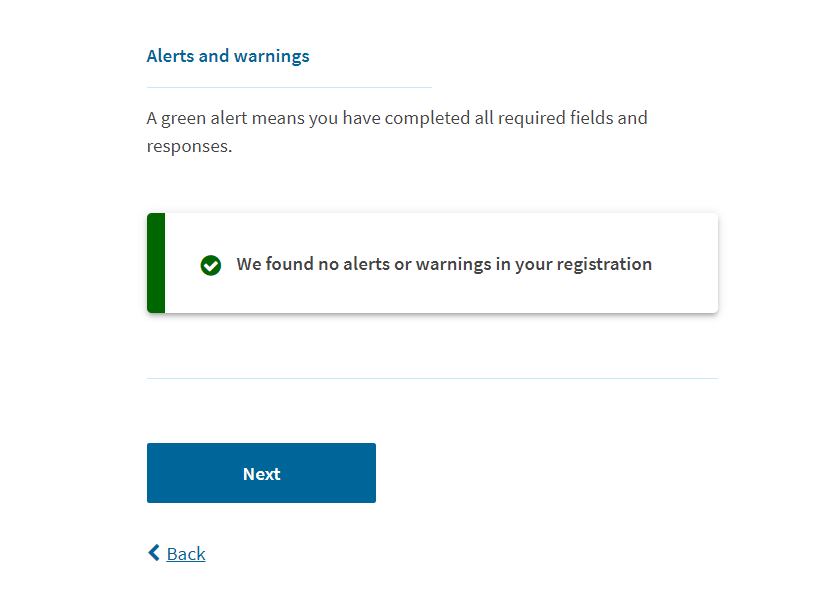 Alerts and warnings
A green alert means you have completed all required fields and
responses.
We found no alerts or warnings in your registration
Next
Back